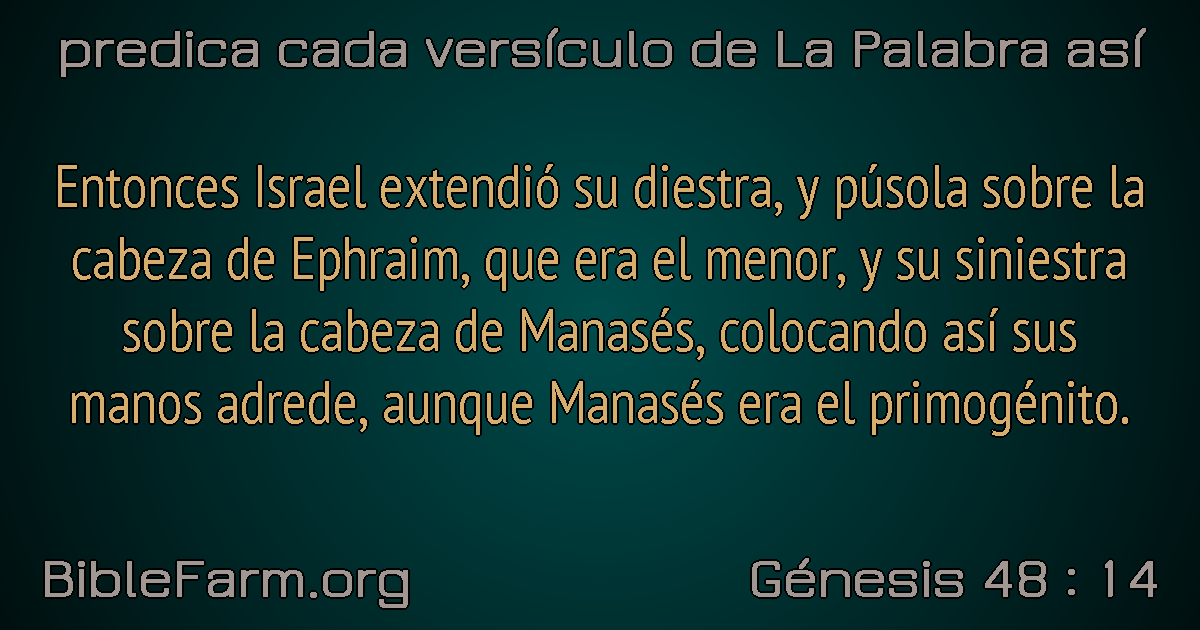 predica cada versículo de La Palabra así
Entonces Israel extendió su diestra, y púsola sobre la
cabeza de Ephraim, que era el menor, y su siniestra
sobre la cabeza de Manasés, colocando así sus
manos adrede, aunque Manasés era el primogénito.
BibleFarm.org
Génesis 48 : 14